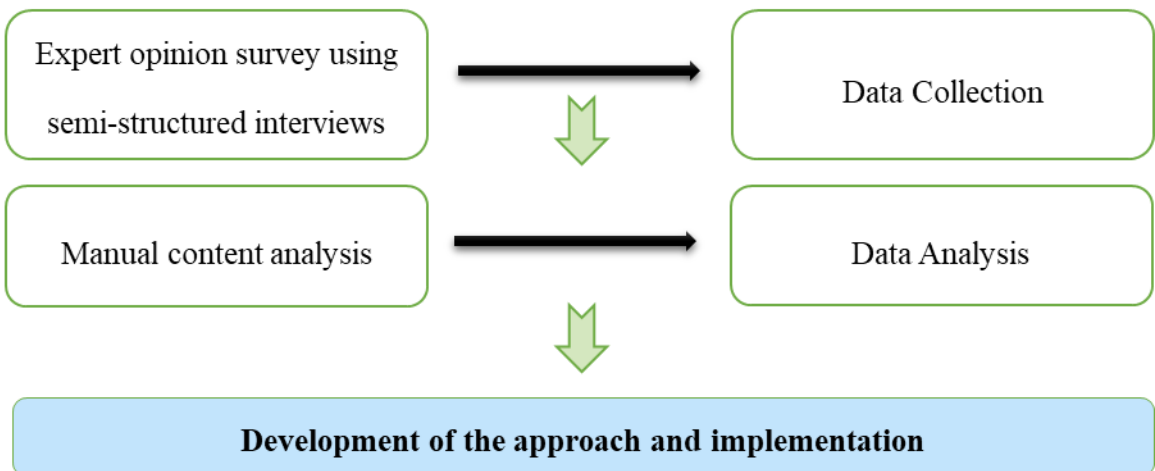 Expert opinion survey using
semi-structured interviews
Data Collection
Manual content analysis
Data Analysis
Development of the approach and implementation